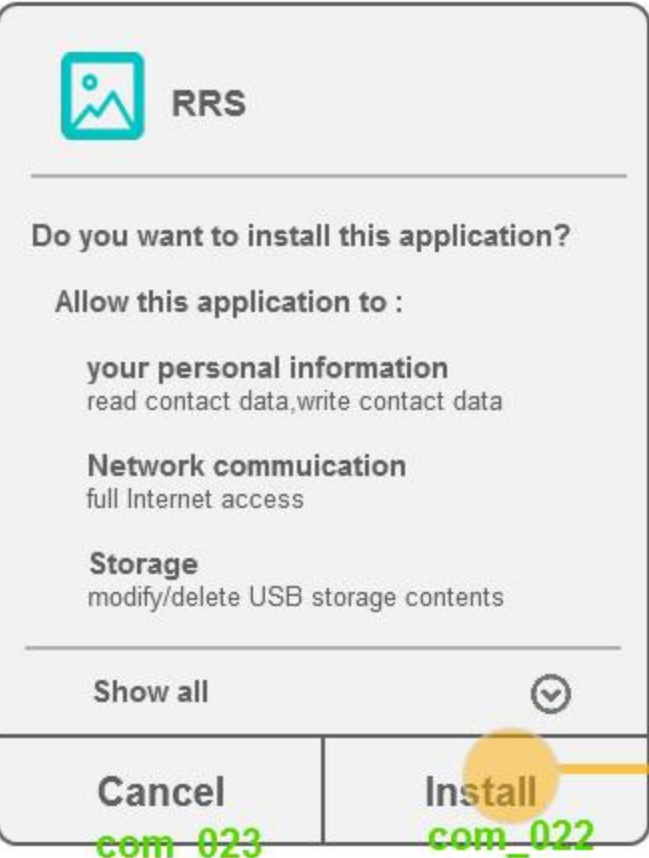 RRS
Do you want to install this application?
Allow this application to :
your personal information
read contact data,write contact data
Network commuication
full Internet access
Storage
modify/delete USB storage contents
Show all
Cancel
Install
com_023
com_022